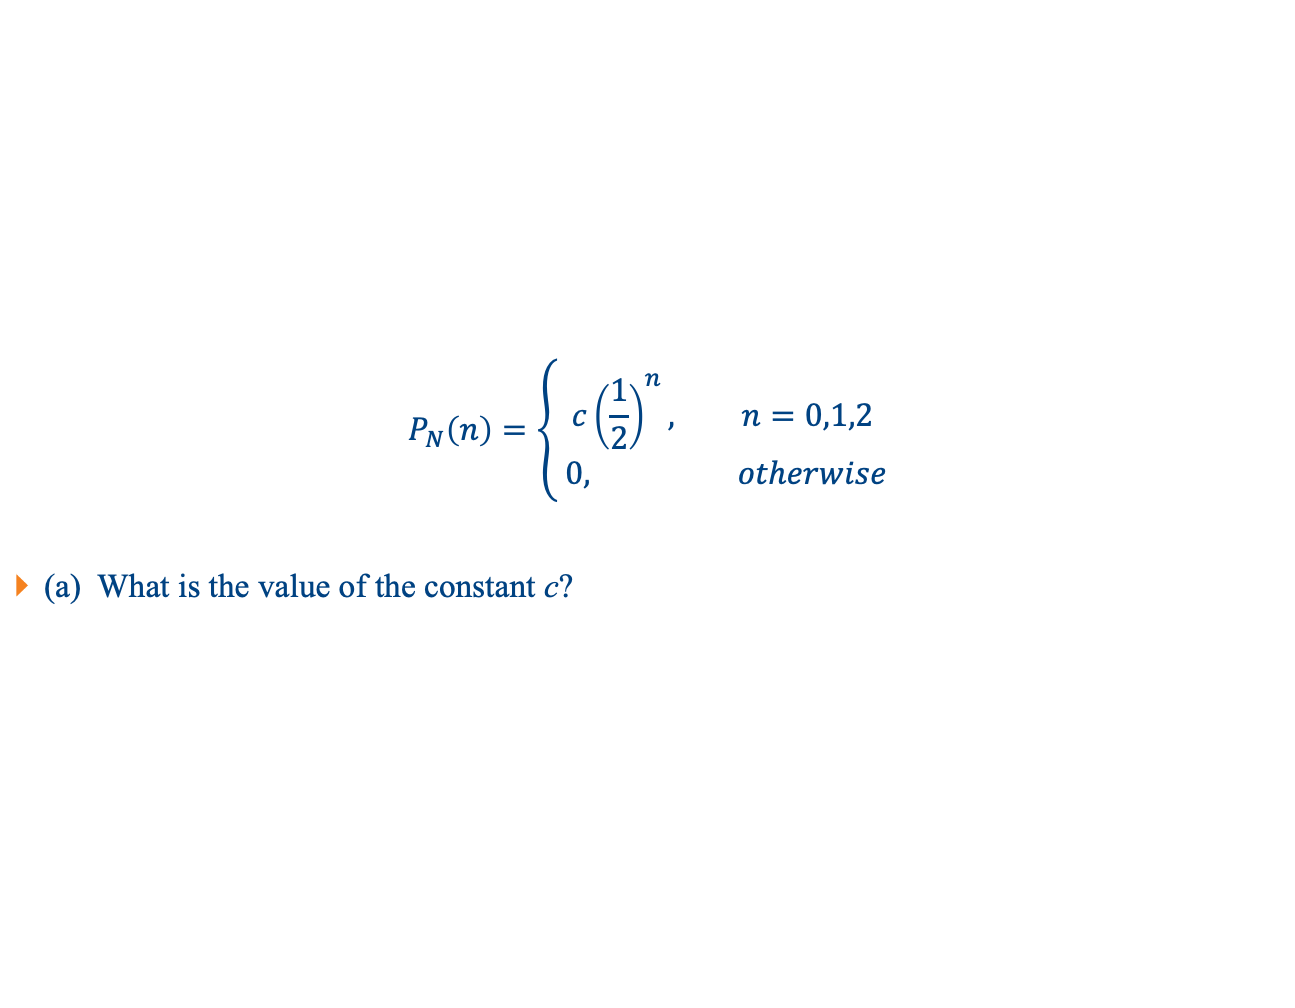 P_N(n) = { c (1/2)^n, n = 0,1,2
0, otherwise
(a) What is the value of the constant c?